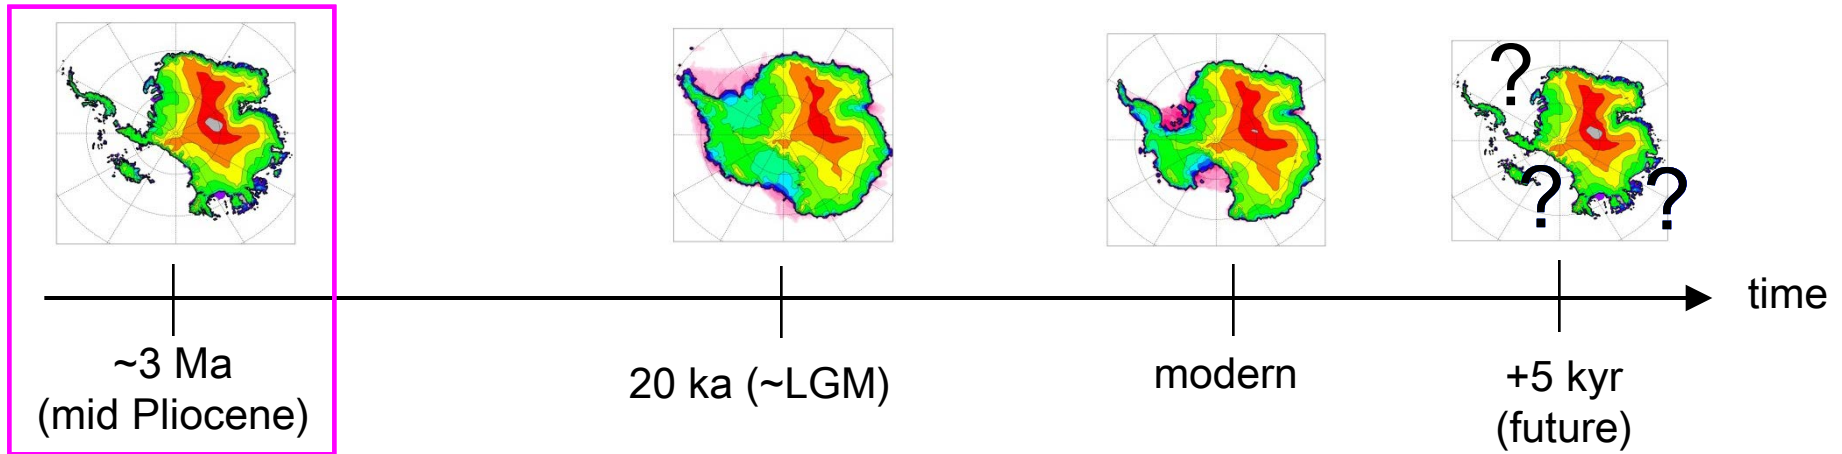 ?
? ?
time
~3 Ma
(mid Pliocene)
20 ka (~LGM)
modern
+5 kyr
(future)